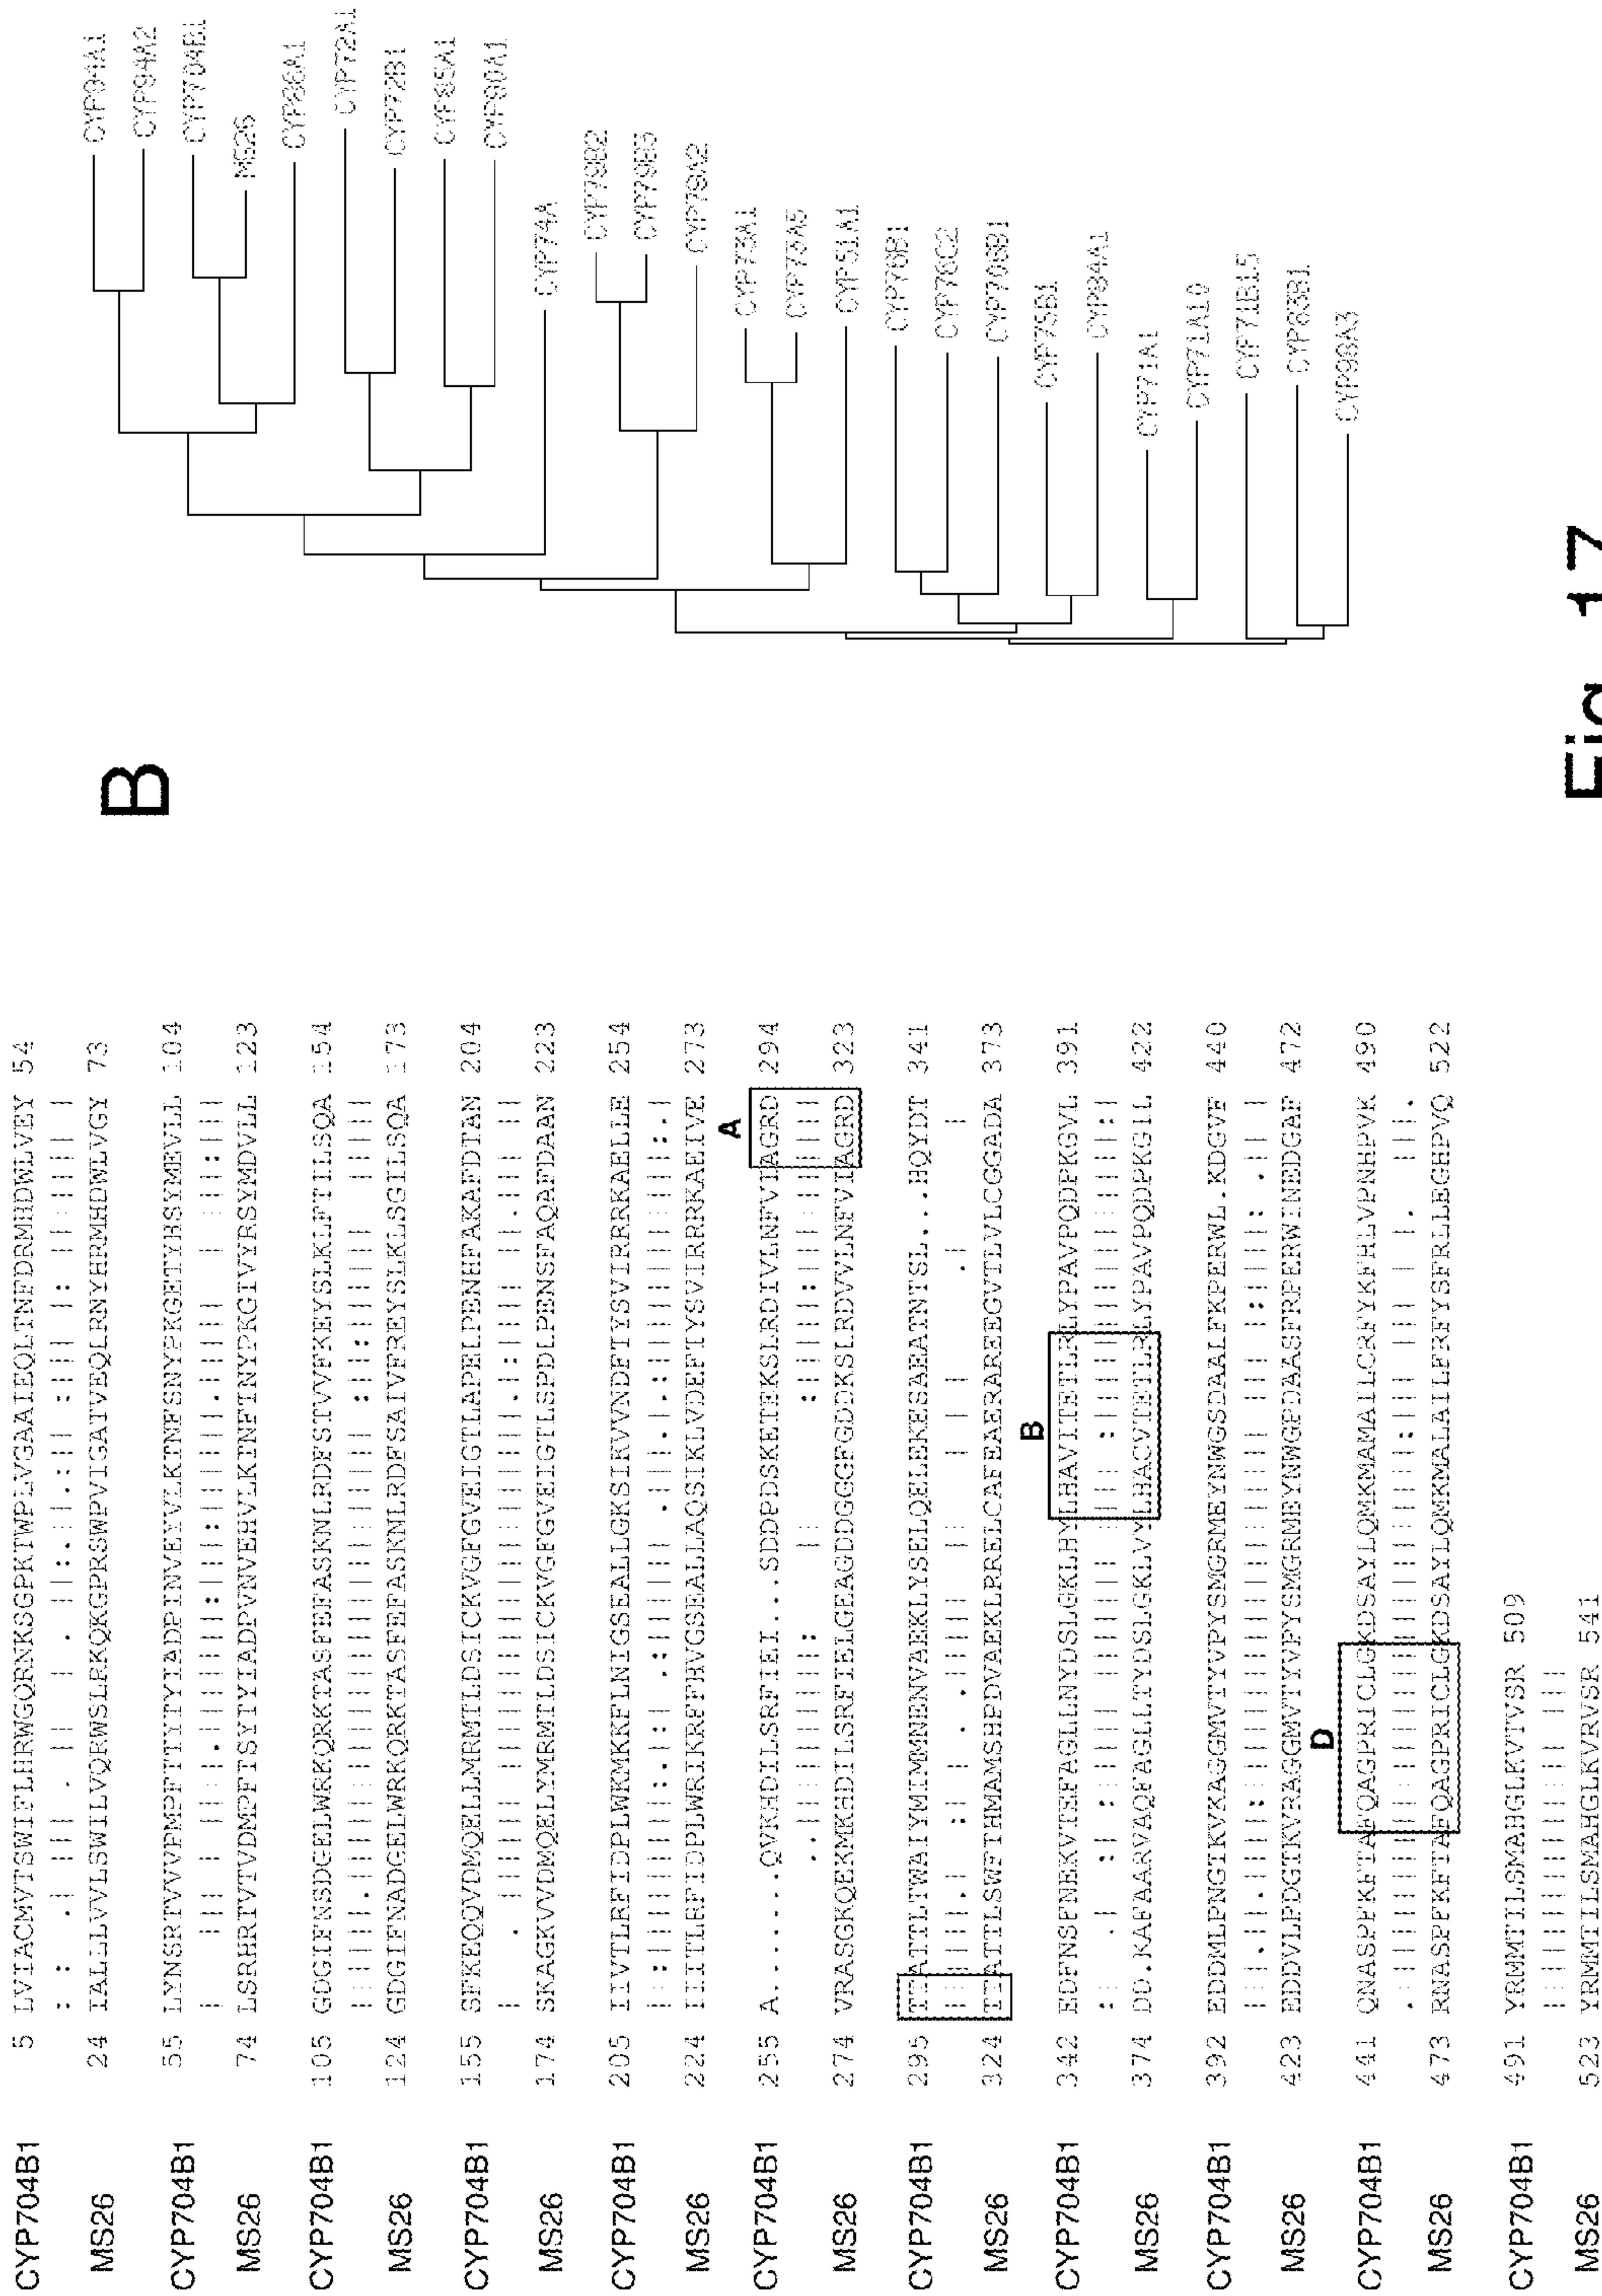 CYP704B1 5 LVIACMVTSWIFLHRWGQRNKSGPKTWPLVGAAIEQLTNFDRMHDWLVEY 54
MS26 24 IALLLVVLSWILVQRWSLRKQKGPRSWPVIGATVEQLRNYHRMHDWLVGY 73
CYP704B1 55 LYNSRTVVVPMPFTTYTYIADPINVEYVLKTNFSNYPKGETYHSYMEVLL 104
MS26 74 LSRHRTVTVDMPFTSYTYIADPVNVEHVLKTNFTNYPKGIVYRSYMDVLL 123
CYP704B1 105 GDGIFNSDGELWRKQRKTASFEFASKNLRDFSTVVFKEYSLKLFTILSQA 154
MS26 124 GDGIFNADGELWRKQRKTASFEFASKNLRDFSAIVFREYSLKLSGILSQA 173
CYP704B1 155 SFKEQQVDMQELLMRMTLDSICKVGFGVEIGTLAPELPENHFAKAFDTAN 204
MS26 174 SKAGKVVDMQELYMRMTLDSICKVGFGVEIGTLSPDLPENSFAQAFDAAN 223
CYP704B1 205 IIVTLRFIDPLWKMKKFLNIGSEALLGKSIKVVNDFTYSVIRRRKAELLE 254
MS26 224 IIITLRFIDPLWRIKRFFHVGSEALLAQSIKLVDEFTYSVIRRRKAEIVE 273
A
CYP704B1 255 A.......QVKHDILSRFIEI...SDDPDSKETEKSLRDIVLNFVIAGRD 294
MS26 274 VRASGKQEKMKHDILSRFIELGEAGDDGGGFGDDKSLRDVVLNFVIAGRD 323
CYP704B1 295 TTATTLTWAIYMIMMNENVAEKLYSELQELEKESAEATNTSL...HQYDT 341
MS26 324 TTATTLSWFTHMAMSHPDVAEKLRRELCAFEAERAREEGVTLVLCGGADA 373
B
CYP704B1 342 EDFNSFNEKVTEFAGLLNYDSLGKLHYLHAVITETLRLYPAVPQDPKGVL 391
MS26 374 DD.KAFAARVAQFAGLLTYDSLGKLVYLHACVTETLRLYPAVPQDPKGIL 422
CYP704B1 392 EDDMLPNGTKVKAGGMVTYVPYSMGRMEYNWGSDAALFKPERWL.KDGVF 440
MS26 423 EDDVLPDGTKVRAGGMVTYVPYSMGRMEYNWGPDAASFRPERWINEDGAF 472
D
CYP704B1 441 QNASPFKFTAFQAGPRICLGKDSAYLQMKMAMAILCRFYKFHLVPNHPVK 490
MS26 473 RNASPFKFTAFQAGPRICLGKDSAYLQMKMALAILFRFYSFRLLEGHPVQ 522
CYP704B1 491 YRMMTILSMAHGLKVTVSR 509
MS26 523 YRMMTILSMAHGLKVRVSR 541
B
CYP94A1
CYP94A2
CYP704B1
MS26
CYP86A1
CYP72A1
CYP72B1
CYP85A1
CYP90A1
CYP74A
CYP79B2
CYP79B3
CYP79A2
CYP73A1
CYP73A5
CYP51A1
CYP76B1
CYP76C2
CYP706B1
CYP75B1
CYP84A1
CYP71A1
CYP71A10
CYP71B15
CYP83B1
CYP98A3
Fig. 17